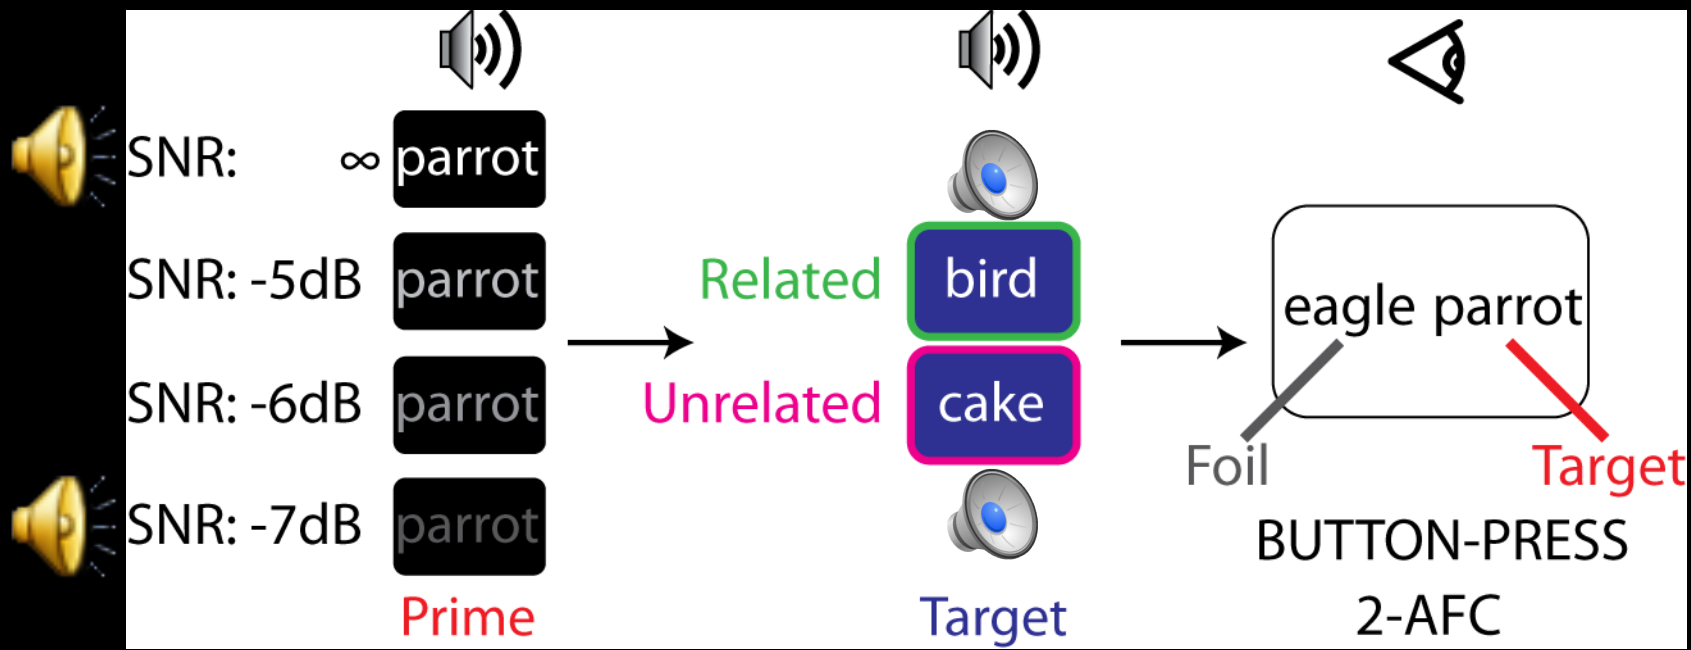 SNR: ∞ parrot
SNR: -5dB parrot
SNR: -6dB parrot
SNR: -7dB parrot
Prime
Related bird
Unrelated cake
Target
eagle parrot
Foil Target
BUTTON-PRESS
2-AFC